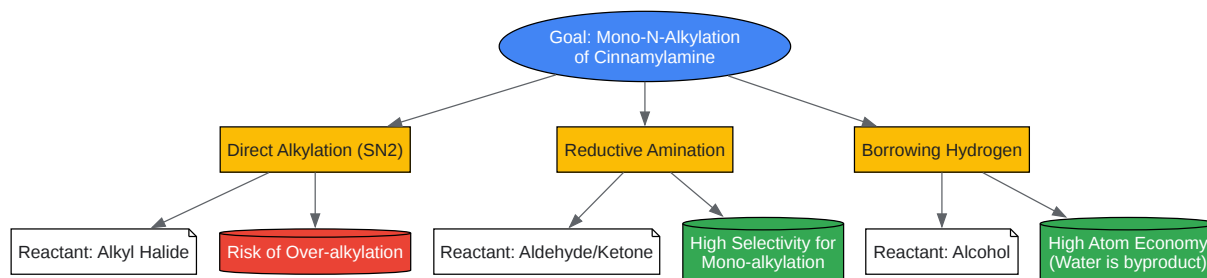 Goal: Mono-N-Alkylation
of Cinnamylamine
Direct Alkylation (SN2)
Reductive Amination
Borrowing Hydrogen
Reactant: Alkyl Halide
Risk of Over-alkylation
Reactant: Aldehyde/Ketone
High Selectivity for
Mono-alkylation
Reactant: Alcohol
High Atom Economy
(Water is byproduct)